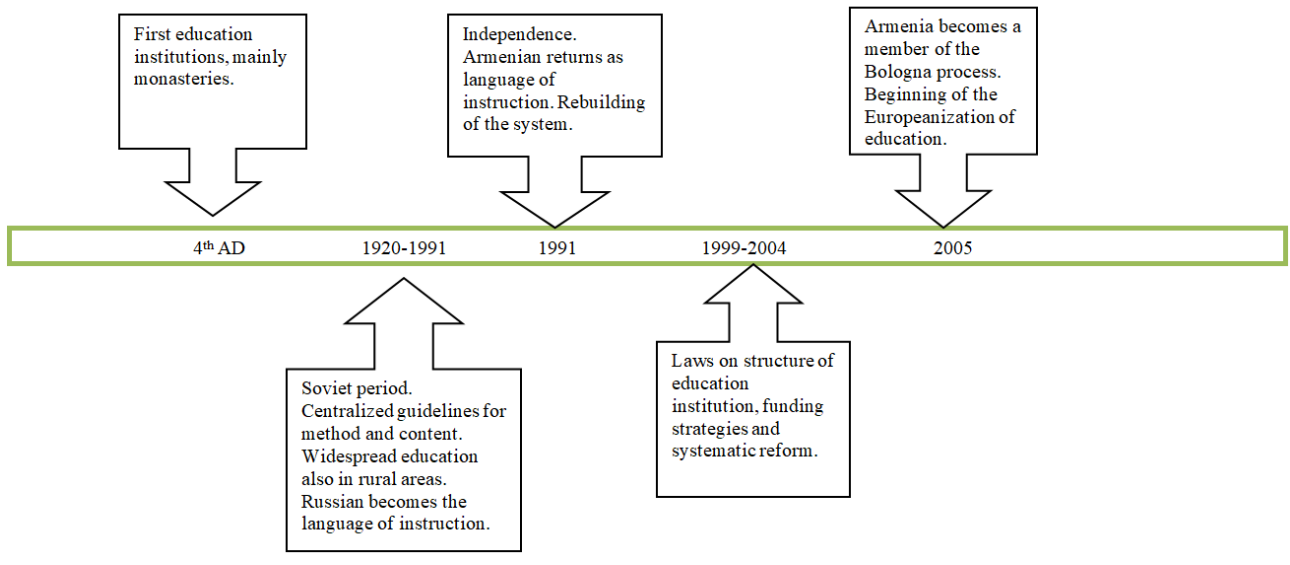 First education
institutions, mainly
monasteries.
Independence.
Armenian returns as
language of
instruction. Rebuilding
of the system.
Armenia becomes a
member of the
Bologna process.
Beginning of the
Europeanization of
education.
4th AD
1920-1991
1991
1999-2004
2005
Soviet period.
Centralized guidelines for
method and content.
Widespread education
also in rural areas.
Russian becomes the
language of instruction.
Laws on structure of
education
institution, funding
strategies and
systematic reform.